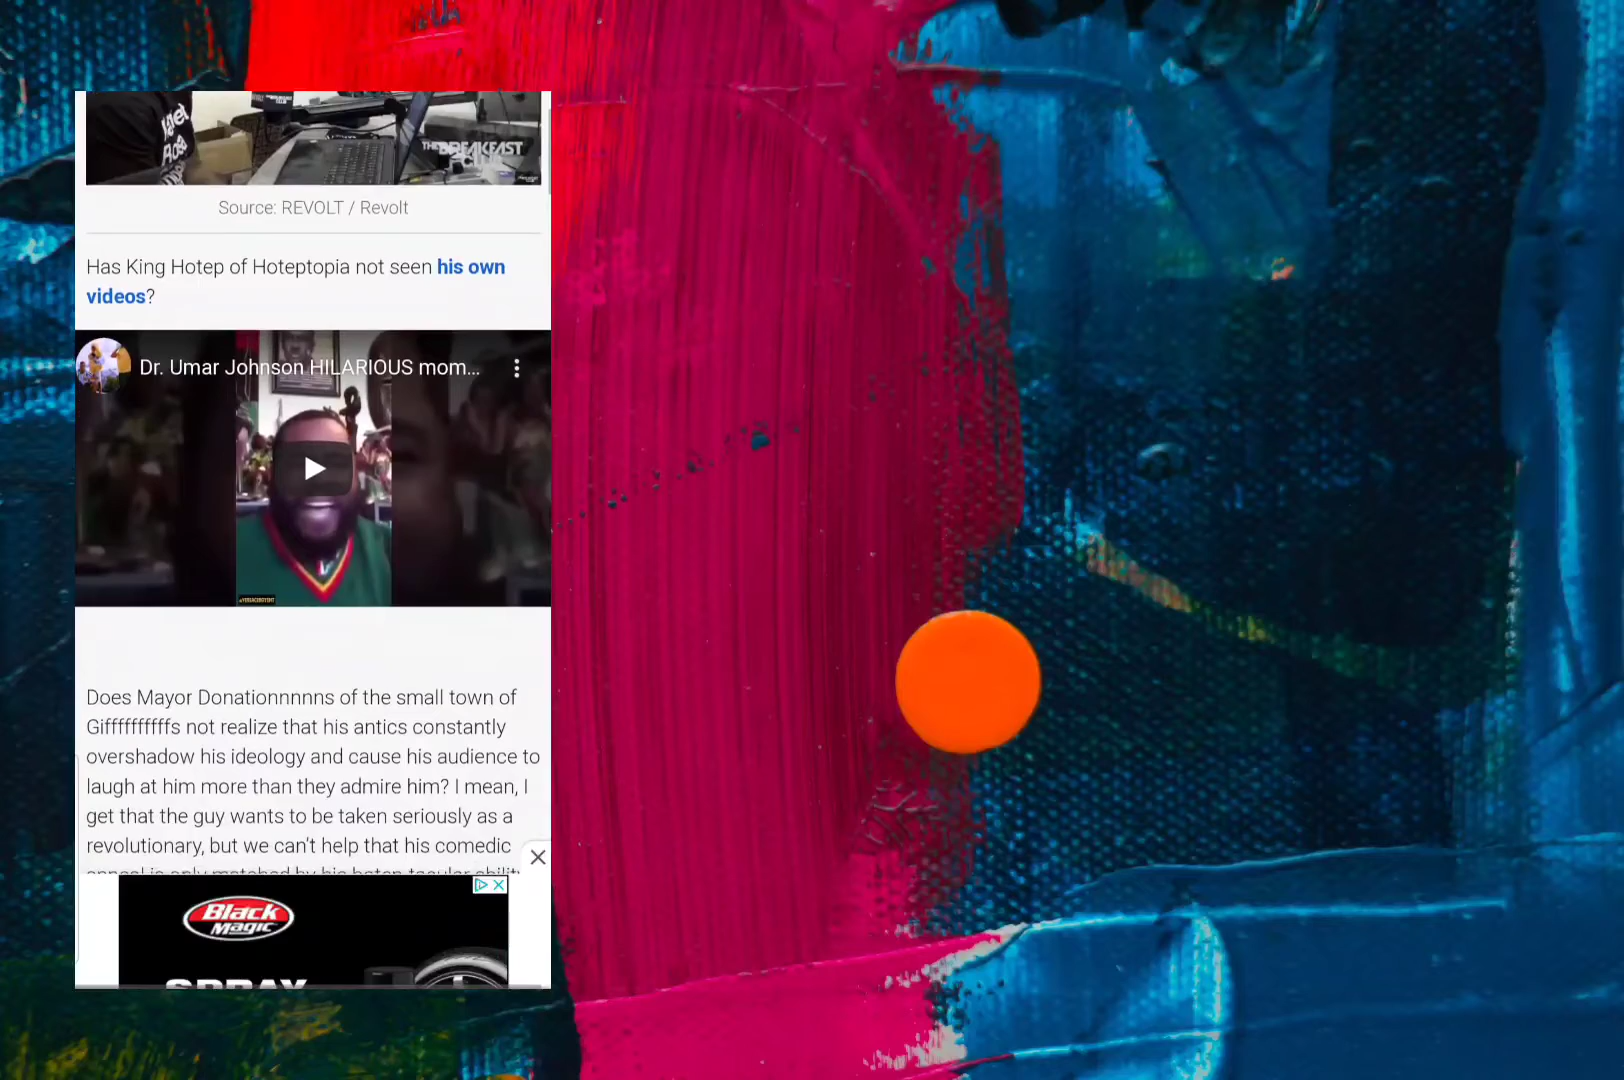 THE BREAKFAST
CLUB
Source: REVOLT / Revolt
Has King Hotep of Hoteptopia not seen his own
videos?
Dr. Umar Johnson HILARIOUS mom...
Does Mayor Donationnnnns of the small town of
Giffffffffffs not realize that his antics constantly
overshadow his ideology and cause his audience to
laugh at him more than they admire him? I mean, I
get that the guy wants to be taken seriously as a
revolutionary, but we can't help that his comedic
Black
Magic
SPRAY